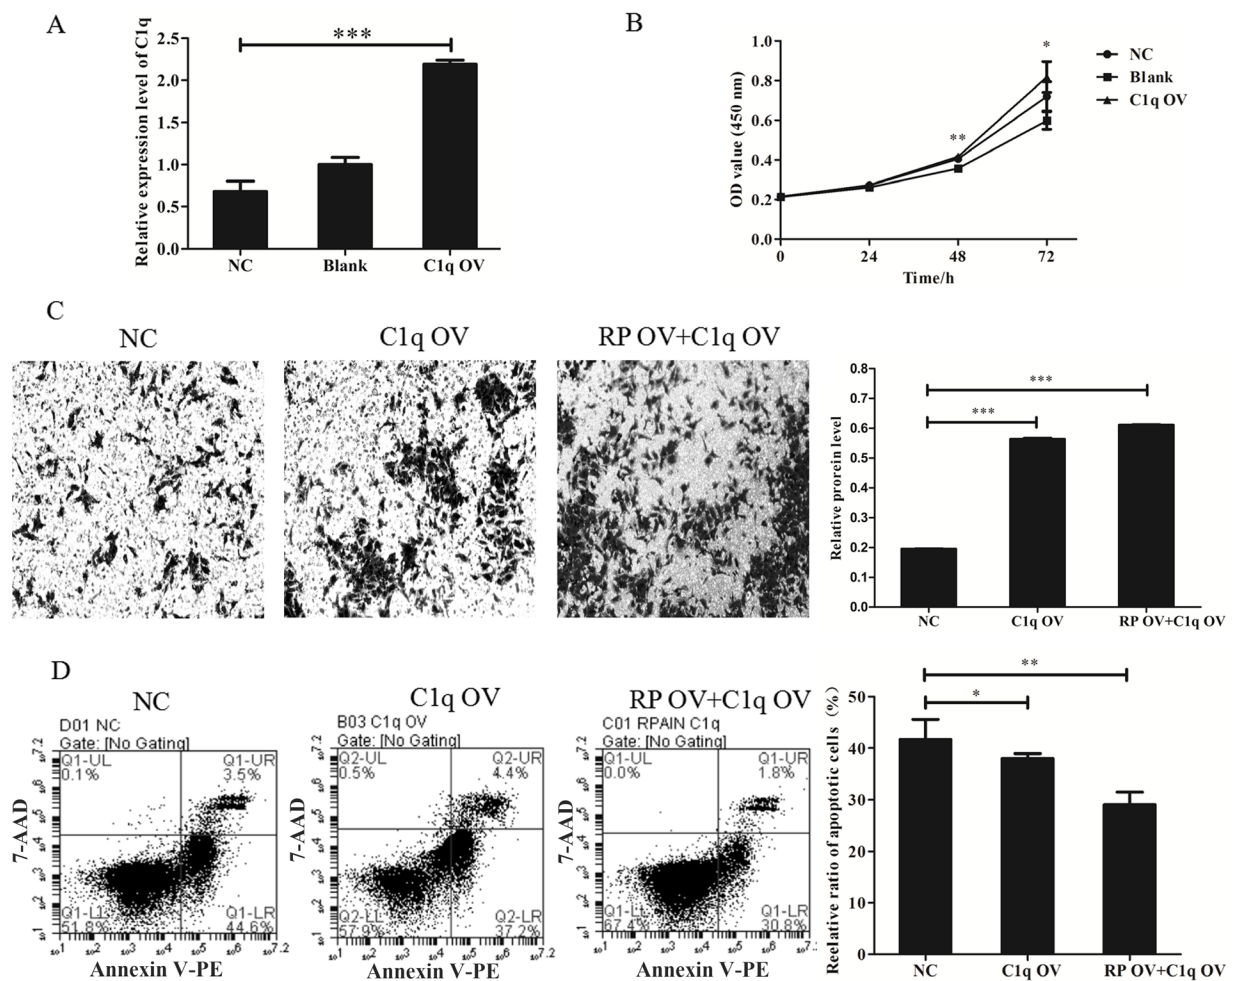 A
Relative expression level of C1q
2.5
2.0
1.5
1.0
0.5
0.0
***
NC
Blank
C1q OV
B
OD value (450 nm)
1.0
0.8
0.6
0.4
0.2
0.0
**
*
NC
Blank
C1q OV
0
24
48
72
Time/h
C
NC
C1q OV
RP OV+C1q OV
Relative prorein level
0.8
0.7
0.6
0.5
0.4
0.3
0.2
0.1
0.0
***
***
NC
C1q OV
RP OV+C1q OV
D
NC
D01 NC
Gate: [No Gating]
Q1-UL
0.1%
Q1-UR
3.5%
Q1-LL
51.8%
Q1-LR
44.6%
7-AAD
Annexin V-PE
C1q OV
B03 C1q OV
Gate: [No Gating]
Q2-UL
0.5%
Q2-UR
4.4%
Q2-LL
57.9%
Q2-LR
37.2%
7-AAD
Annexin V-PE
RP OV+C1q OV
C01 RPAIN C1q
Gate: [No Gating]
Q1-UL
0.0%
Q1-UR
1.8%
Q1-LL
67.4%
Q1-LR
30.8%
7-AAD
Annexin V-PE
Reelative ratio of apoptotic cells (%)
50
40
30
20
10
0
**
*
NC
C1q OV
RP OV+C1q OV